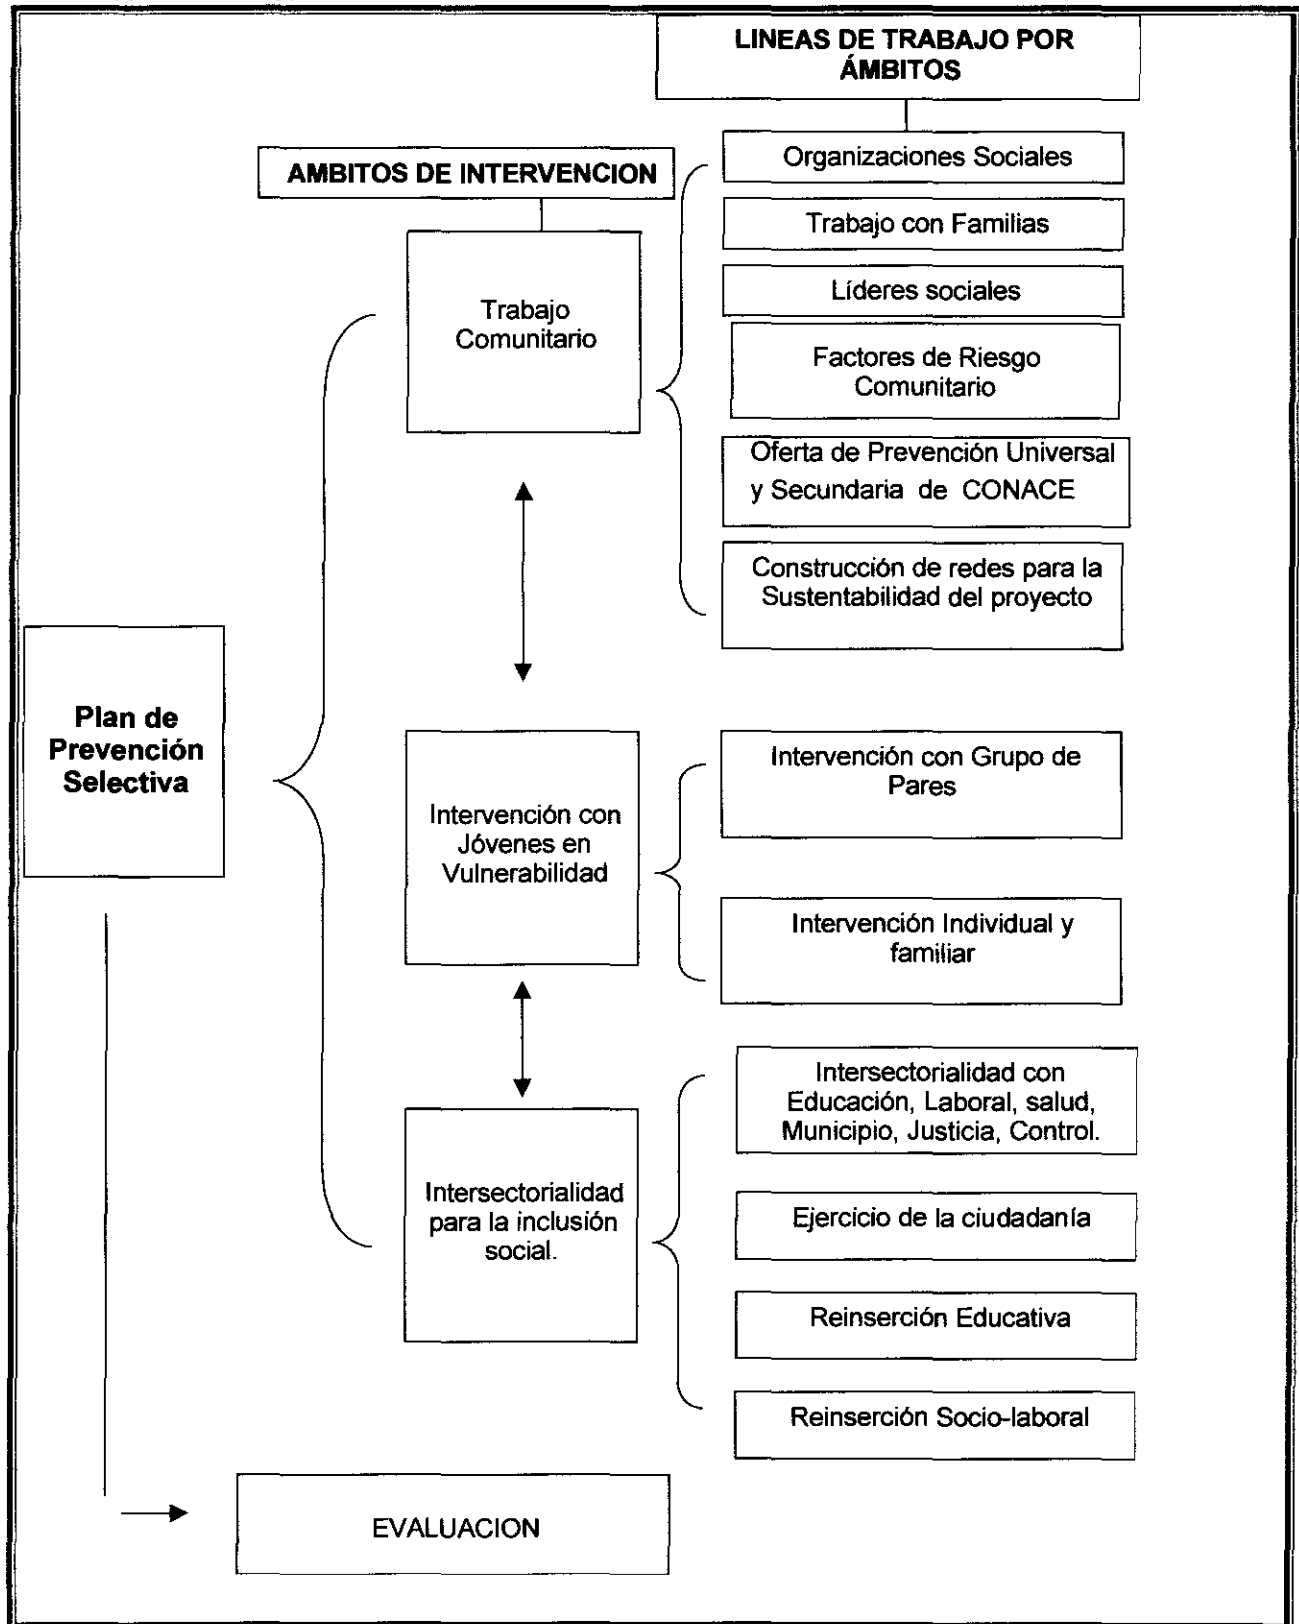 LINEAS DE TRABAJO POR
ÁMBITOS
AMBITOS DE INTERVENCION
Organizaciones Sociales
Trabajo con Familias
Líderes sociales
Trabajo
Comunitario
Factores de Riesgo
Comunitario
Oferta de Prevención Universal
y Secundaria de CONACE
Construcción de redes para la
Sustentabilidad del proyecto
Plan de
Prevención
Selectiva
Intervención con
Jóvenes en
Vulnerabilidad
Intervención con Grupo de
Pares
Intervención Individual y
familiar
Intersectorialidad
para la inclusión
social.
Intersectorialidad con
Educación, Laboral, salud,
Municipio, Justicia, Control.
Ejercicio de la ciudadanía
Reinserción Educativa
Reinserción Socio-laboral
EVALUACION